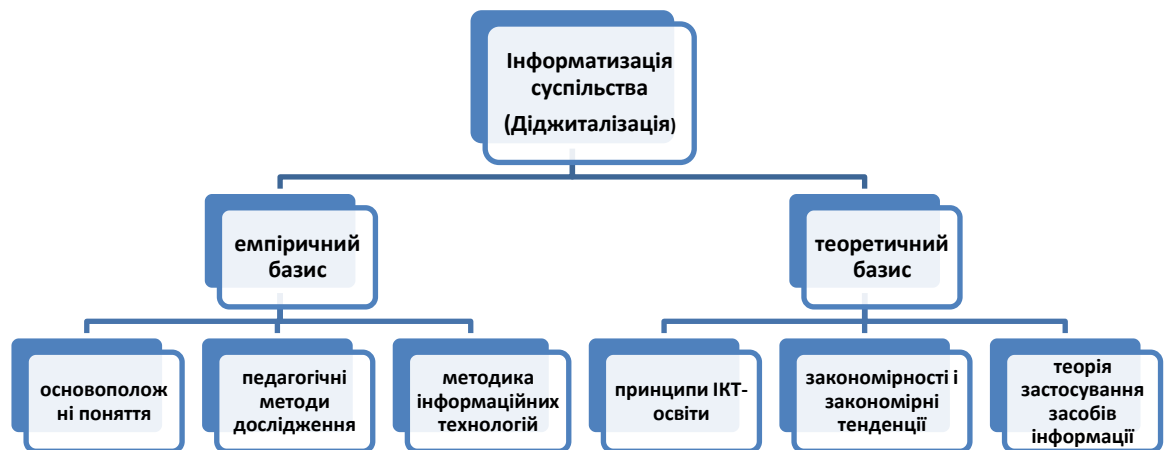 Інформатизація
суспільства
(Діджиталізація)
емпіричний
базис
теоретичний
базис
основополож
ні поняття
педагогічні
методи
дослідження
методика
інформаційних
технологій
принципи ІКТ-
освіти
закономірності і
закономірні
тенденції
теорія
застосування
засобів
інформації